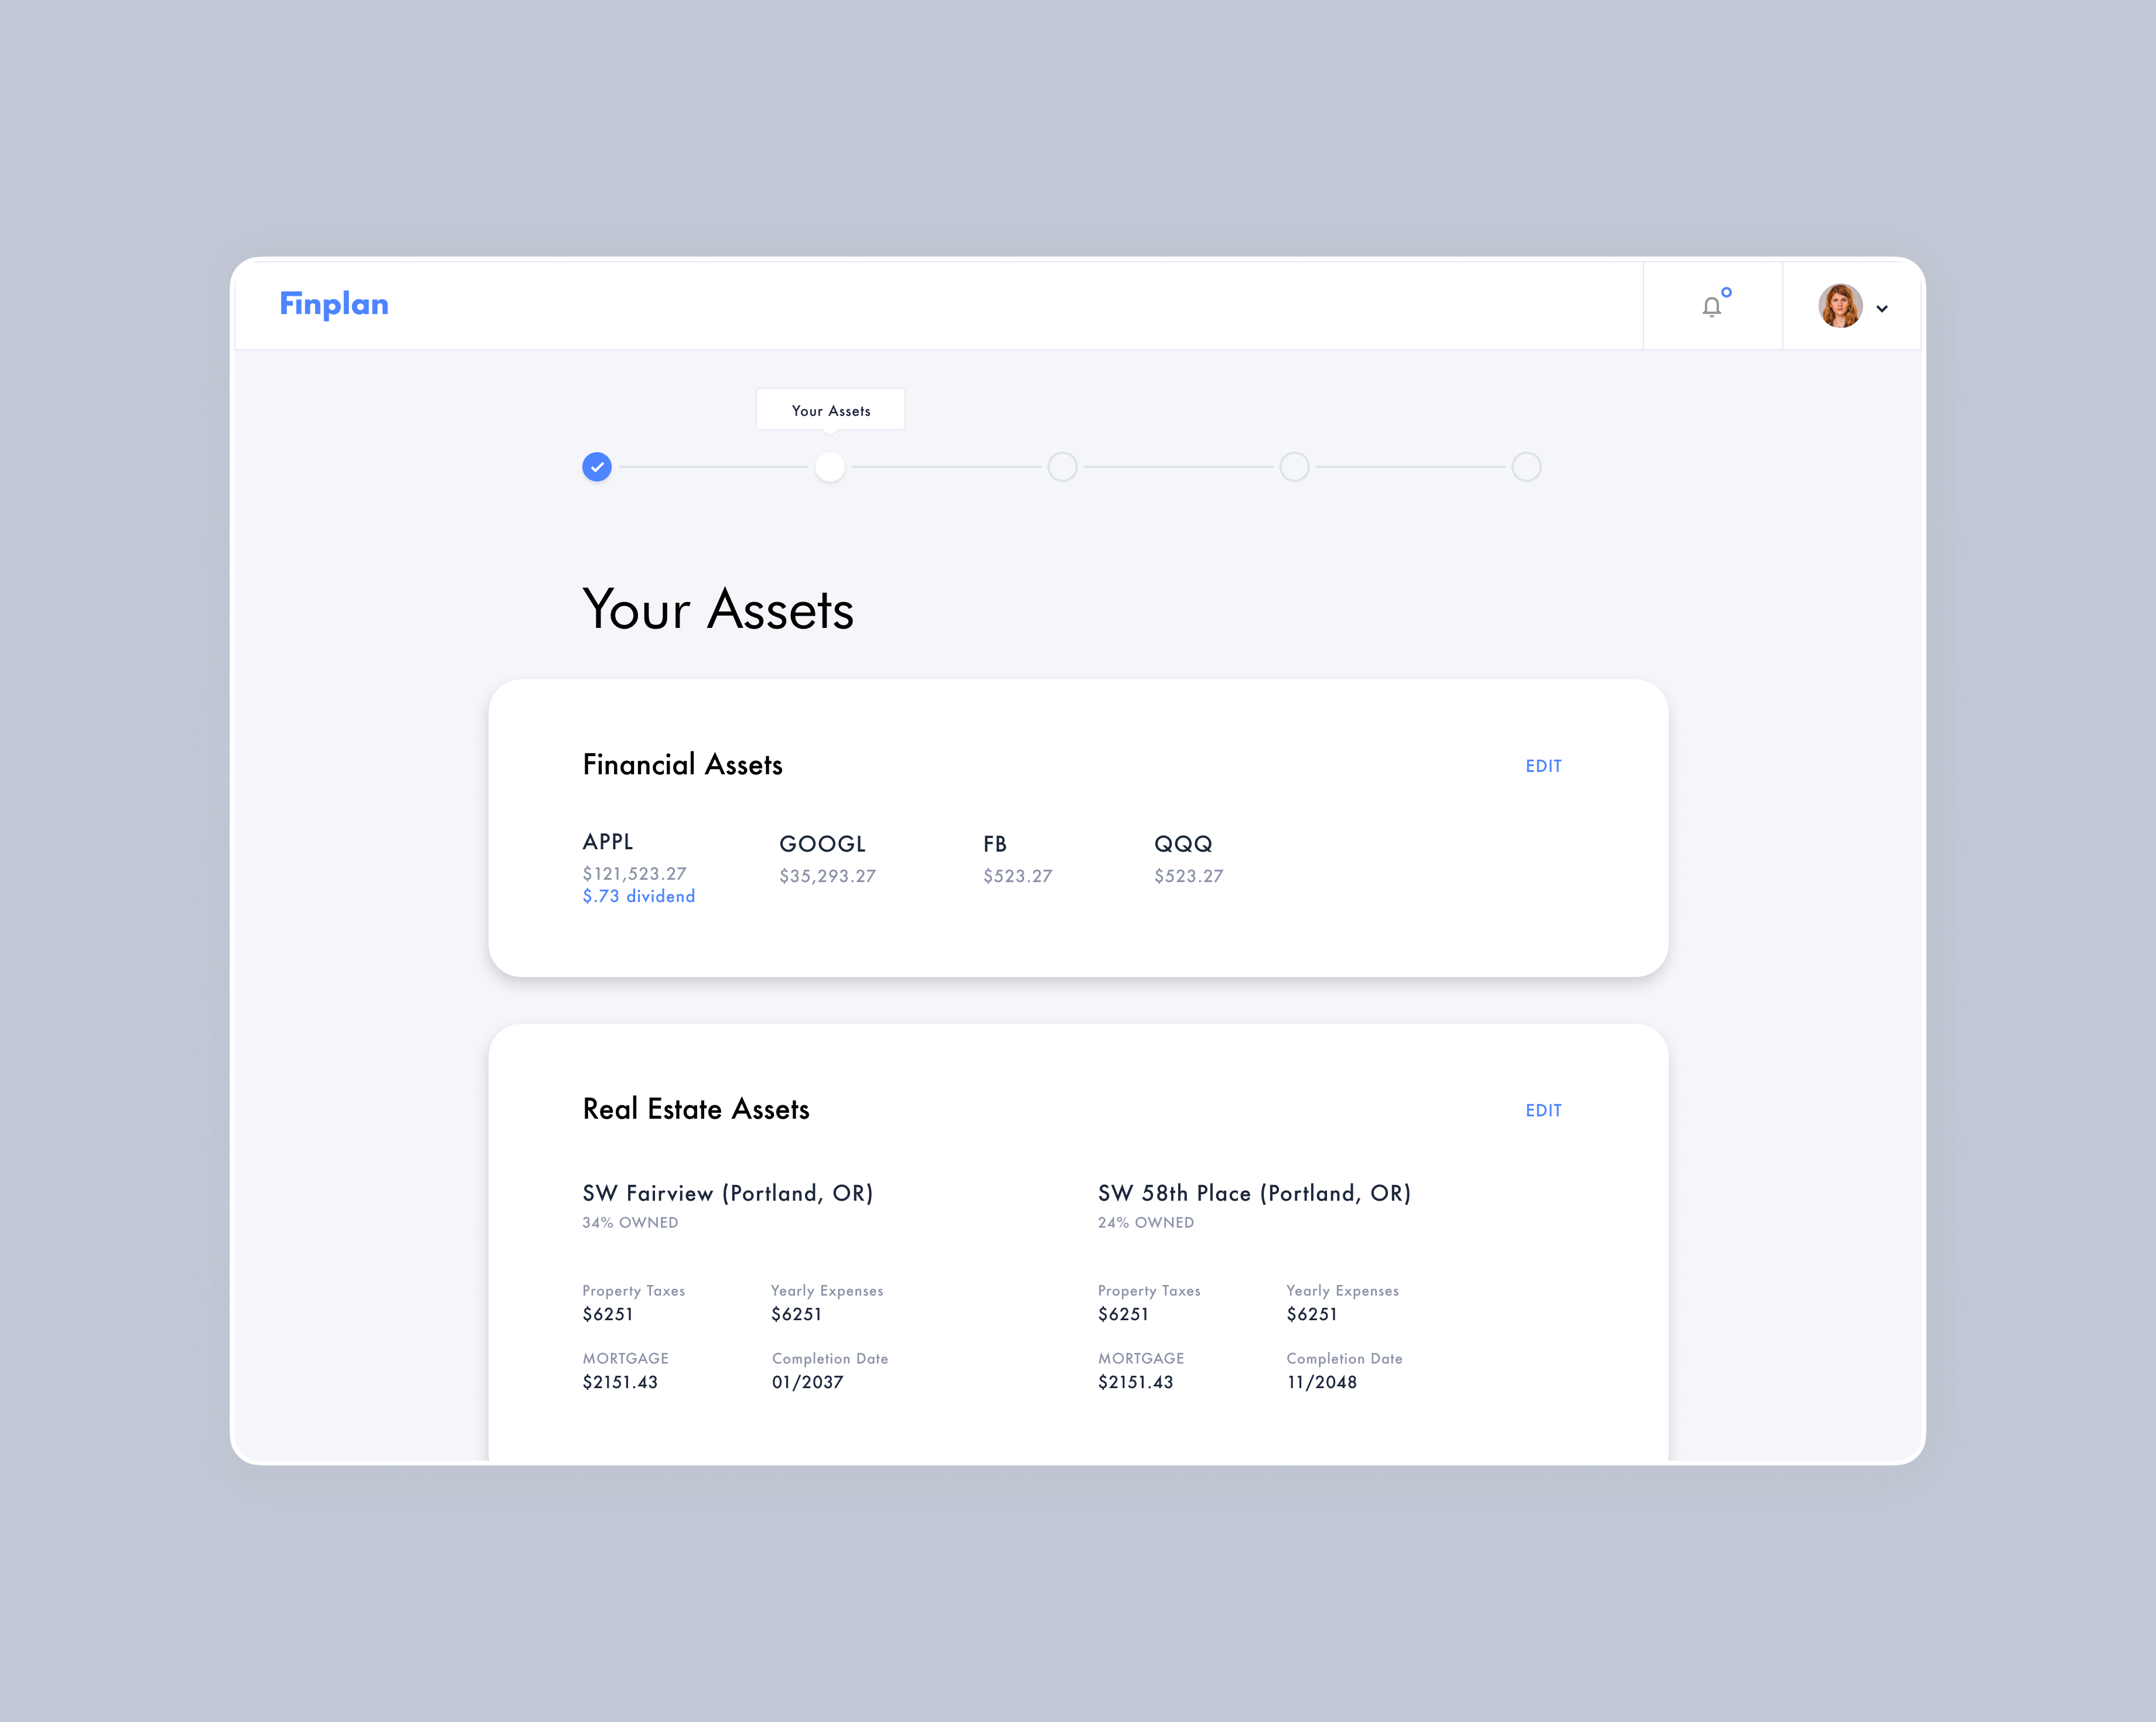 Finplan
Your Assets
Your Assets
Financial Assets
EDIT
APPL
$121,523.27
$.73 dividend
GOOGL
$35,293.27
FB
$523.27
QQQ
$523.27
Real Estate Assets
EDIT
SW Fairview (Portland, OR)
34% OWNED
Property Taxes
$6251
Yearly Expenses
$6251
MORTGAGE
$2151.43
Completion Date
01/2037
SW 58th Place (Portland, OR)
24% OWNED
Property Taxes
$6251
Yearly Expenses
$6251
MORTGAGE
$2151.43
Completion Date
11/2048